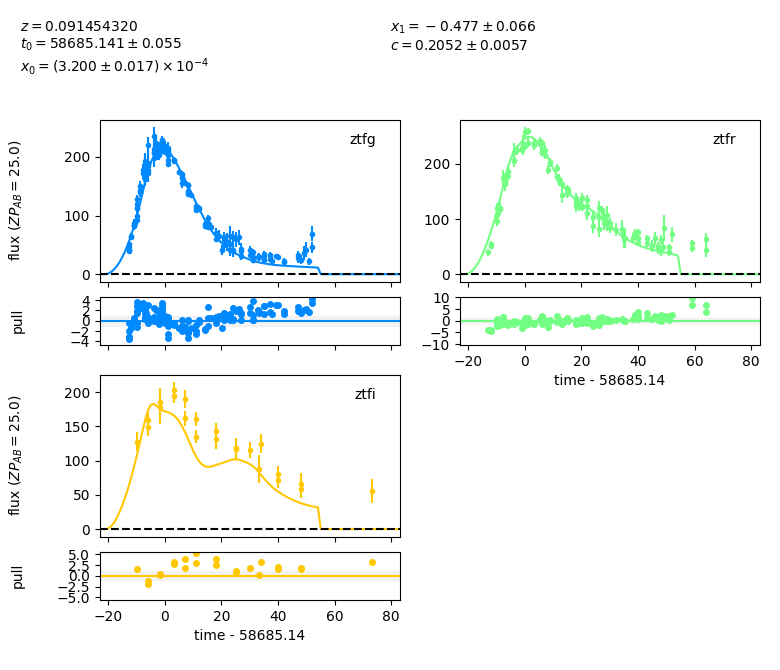 z = 0.091454320
t₀ = 58685.141 ± 0.055
x₀ = (3.200 ± 0.017) × 10⁻⁴
x₁ = −0.477 ± 0.066
c = 0.2052 ± 0.0057
flux (ZP_AB = 25.0)
200
100
0
ztfg
pull
4
2
0
−2
−4
200
100
0
ztfr
10
5
0
−5
−10
−20 0 20 40 60 80
time - 58685.14
flux (ZP_AB = 25.0)
200
150
100
50
0
ztfi
pull
5.0
2.5
0.0
−2.5
−5.0
−20 0 20 40 60 80
time - 58685.14